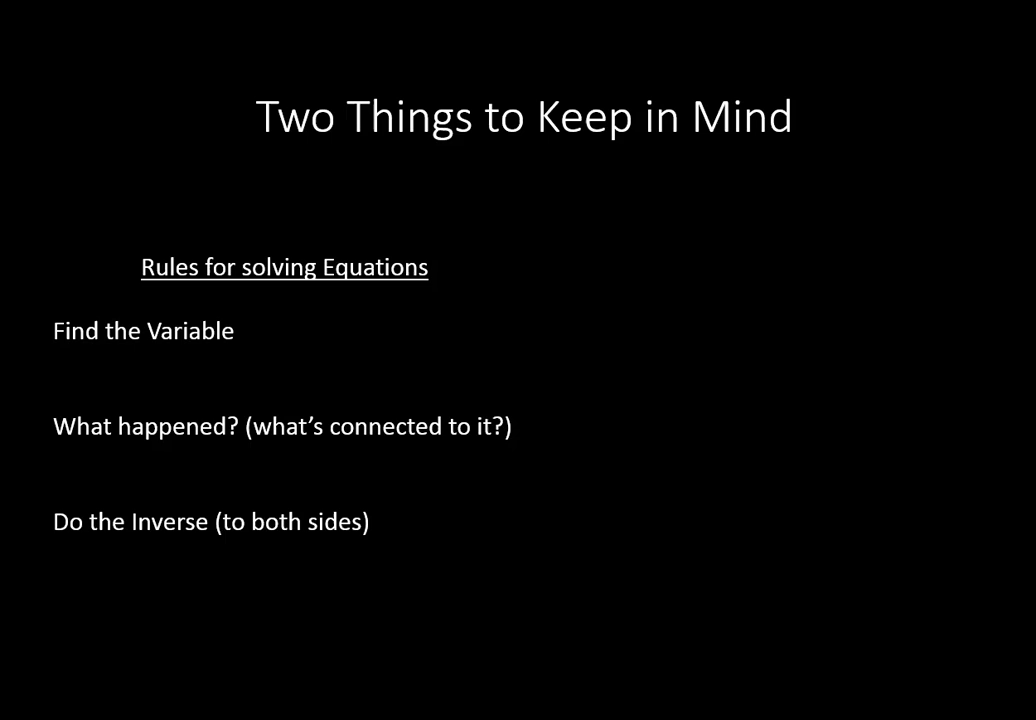 Two Things to Keep in Mind
Rules for solving Equations
Find the Variable
What happened? (what’s connected to it?)
Do the Inverse (to both sides)